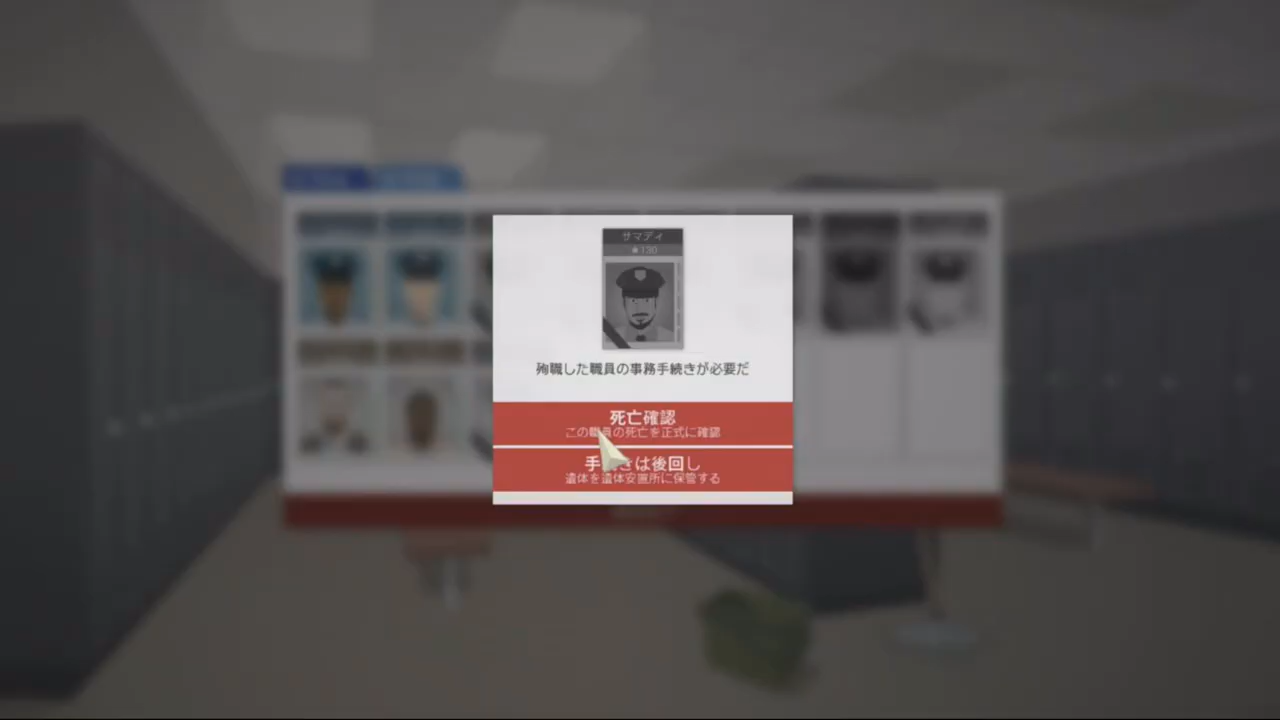 サマディ
★130
殉職した職員の事務手続きが必要だ
死亡確認
この職員の死亡を正式に確認
手続きは後回し
遺体を遺体安置所に保管する